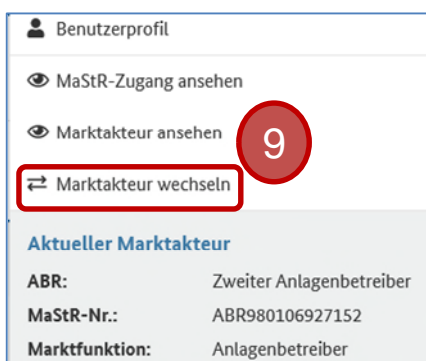 Benutzerprofil
MaStR-Zugang ansehen
Marktakteur ansehen
9
Marktakteur wechseln
Aktueller Marktakteur
ABR: Zweiter Anlagenbetreiber
MaStR-Nr.: ABR980106927152
Marktfunktion: Anlagenbetreiber